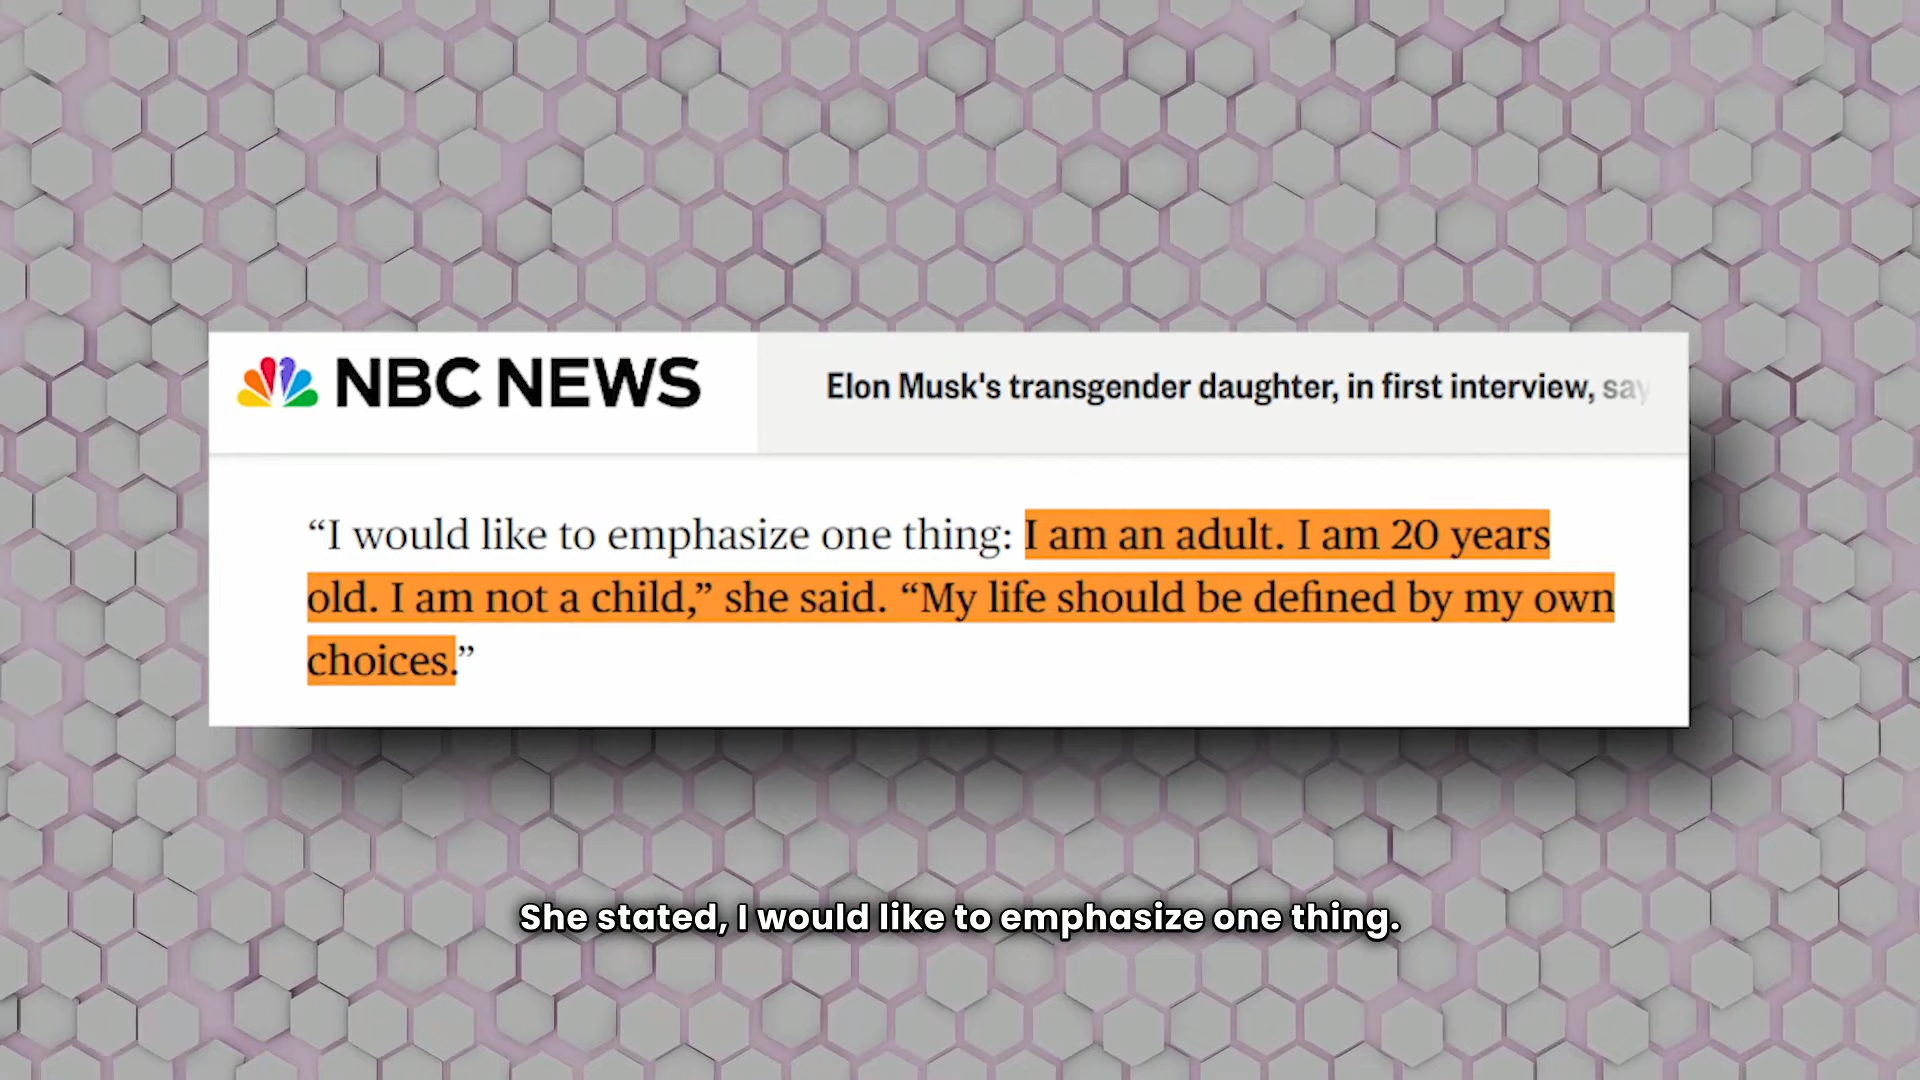 NBC NEWS
Elon Musk's transgender daughter, in first interview, say
“I would like to emphasize one thing: I am an adult. I am 20 years
old. I am not a child,” she said. “My life should be defined by my own
choices.”
She stated, I would like to emphasize one thing.